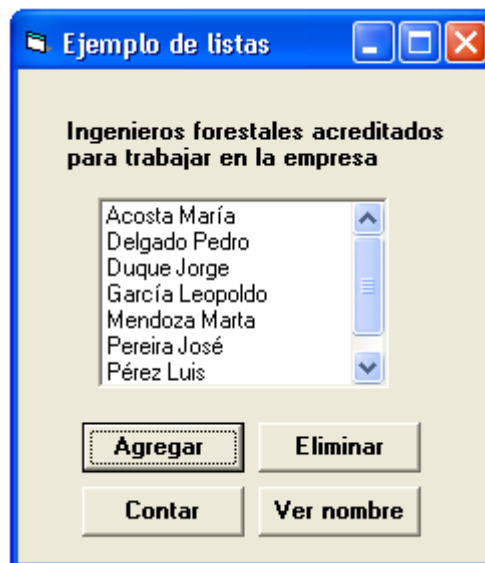 Ejemplo de listas
Ingenieros forestales acreditados
para trabajar en la empresa
Acosta María
Delgado Pedro
Duque Jorge
García Leopoldo
Mendoza Marta
Pereira José
Pérez Luis
Agregar Eliminar
Contar Ver nombre